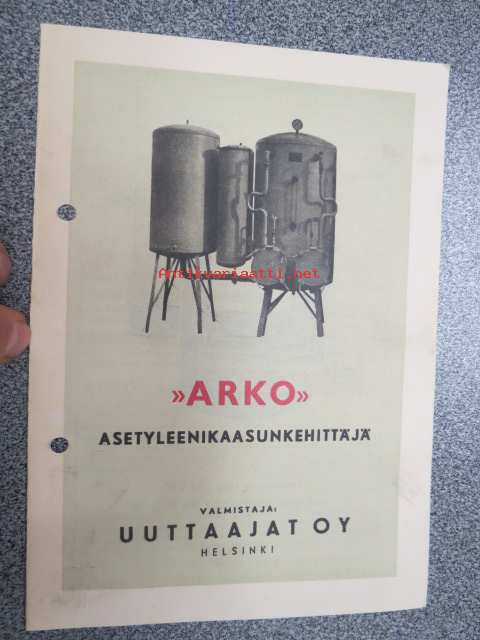 Antikvariaatti.net
»ARKO»
ASETYLEENIKAASUNKEHITTÄJÄ
VALMISTAJA:
UUTTAAJAT OY
HELSINKI